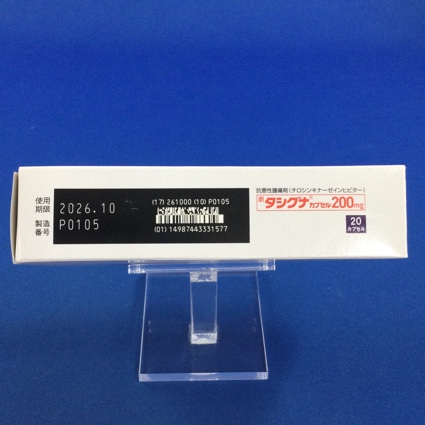 使用
期限
2026.10
製造
番号
P0105
(17) 261000 (10) P0105
(01) 14987443331577
抗悪性腫瘍剤(チロシンキナーゼインヒビター)
タシグナ®カプセル200mg
20
カプセル